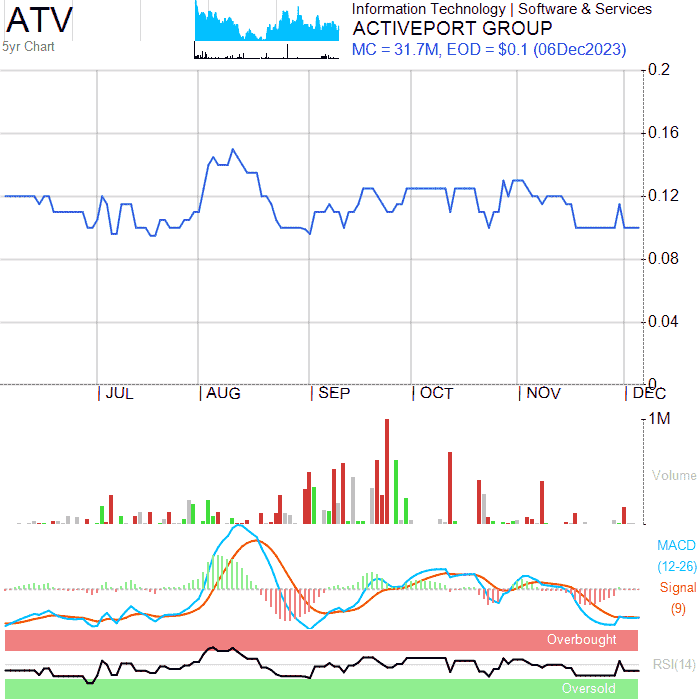 ATV
5yr Chart
Information Technology | Software & Services
ACTIVEPORT GROUP
MC = 31.7M, EOD = $0.1 (06Dec2023)
0.2
0.16
0.12
0.08
0.04
0
JUL AUG SEP OCT NOV DEC
1M
Volume
MACD
(12-26)
Signal
(9)
Overbought
RSI(14)
Oversold